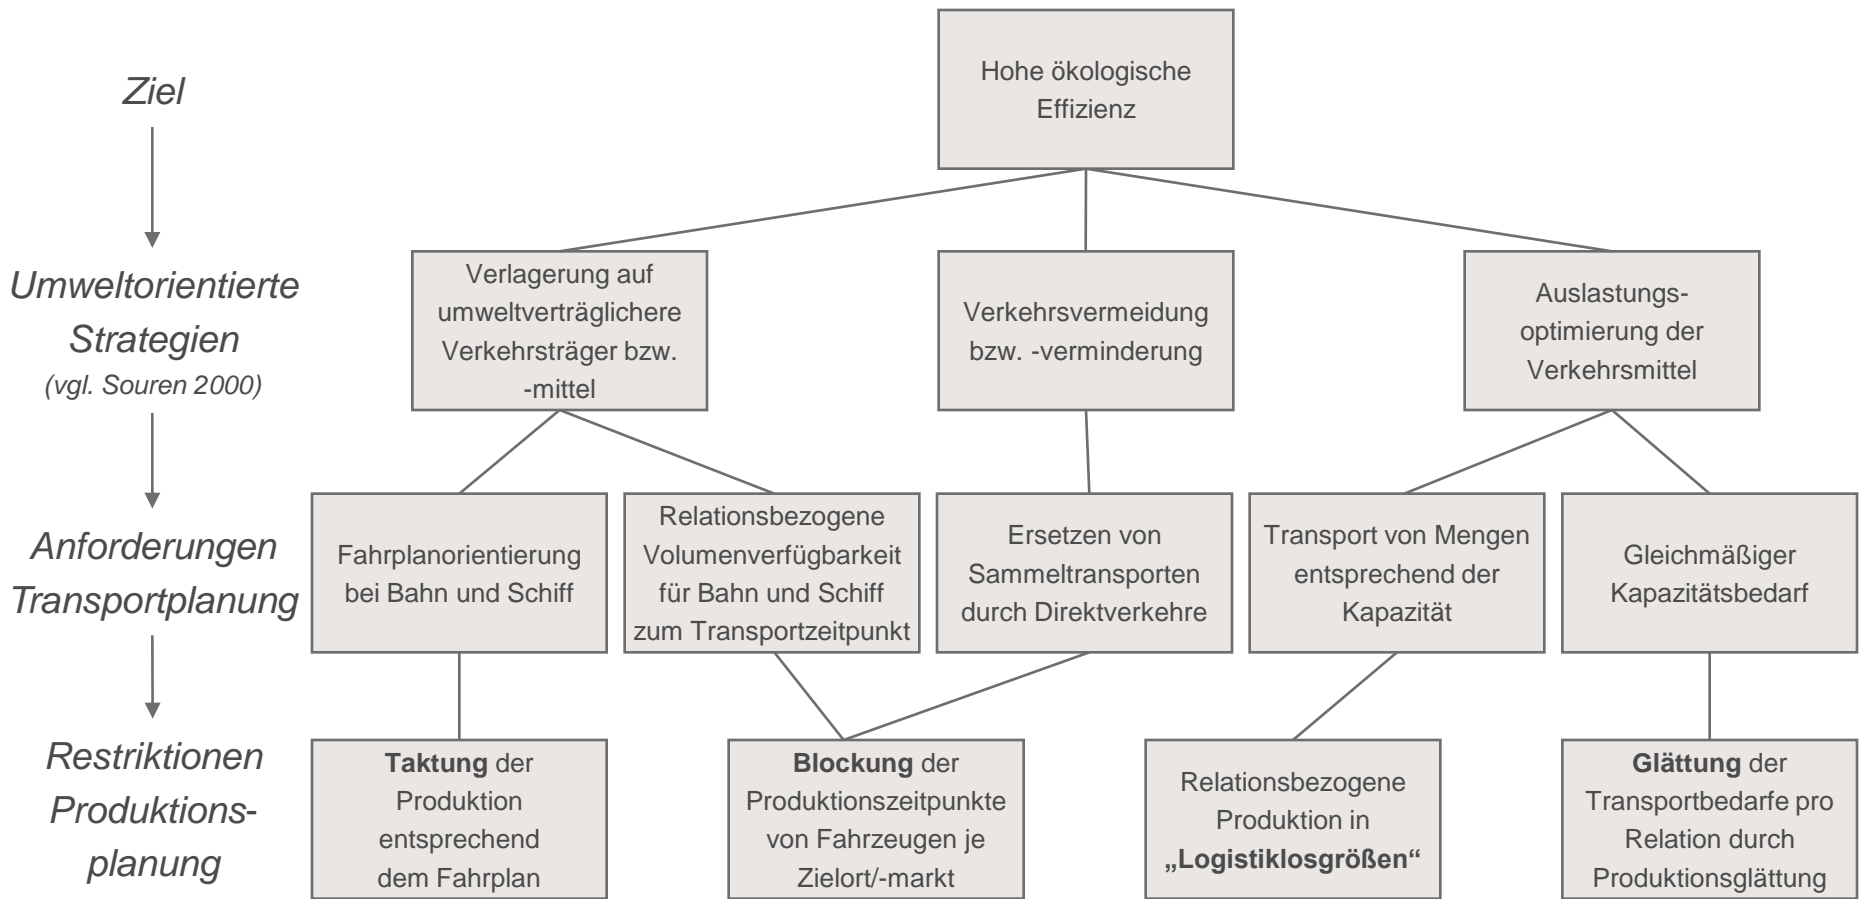 Ziel
Hohe ökologische
Effizienz
Umweltorientierte
Strategien
(vgl. Souren 2000)
Verlagerung auf
umweltverträglichere
Verkehrsträger bzw.
-mittel
Verkehrsvermeidung
bzw. -verminderung
Auslastungs-
optimierung der
Verkehrsmittel
Anforderungen
Transportplanung
Fahrplanorientierung
bei Bahn und Schiff
Relationsbezogene
Volumenverfügbarkeit
für Bahn und Schiff
zum Transportzeitpunkt
Ersetzen von
Sammeltransporten
durch Direktverkehre
Transport von Mengen
entsprechend der
Kapazität
Gleichmäßiger
Kapazitätsbedarf
Restriktionen
Produktions-
planung
Taktung der
Produktion
entsprechend
dem Fahrplan
Blockung der
Produktionszeitpunkte
von Fahrzeugen je
Zielort/-markt
Relationsbezogene
Produktion in
„Logistiklosgrößen“
Glättung der
Transportbedarfe pro
Relation durch
Produktionsglättung